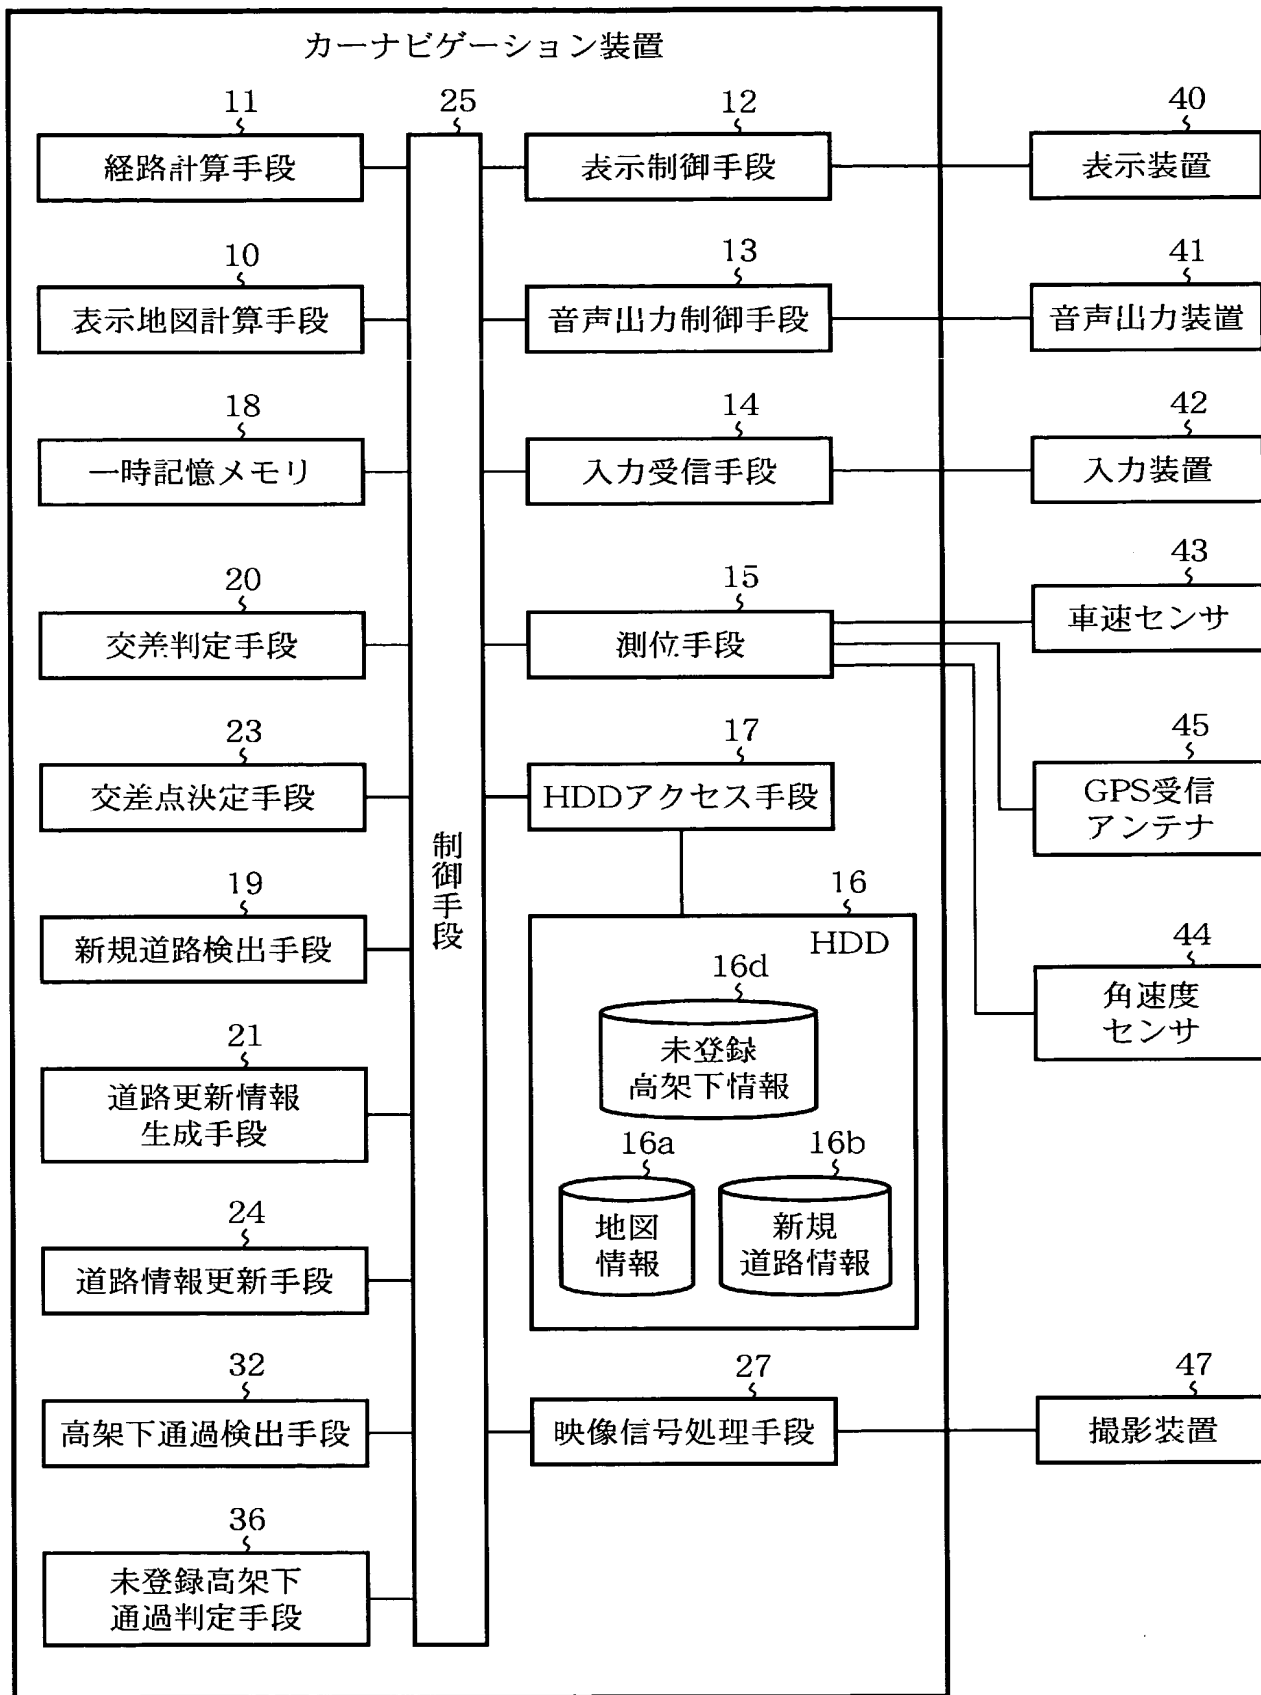 カーナビゲーション装置
11
25
12
40
経路計算手段
表示制御手段
表示装置
10
13
41
表示地図計算手段
音声出力制御手段
音声出力装置
18
14
42
一時記憶メモリ
入力受信手段
入力装置
20
15
43
交差判定手段
測位手段
車速センサ
23
17
45
交差点決定手段
HDDアクセス手段
GPS受信
アンテナ
制御手段
19
16
44
新規道路検出手段
HDD
角速度
センサ
16d
未登録
高架下情報
21
道路更新情報
生成手段
16a
16b
地図
情報
新規
道路情報
24
道路情報更新手段
32
27
47
高架下通過検出手段
映像信号処理手段
撮影装置
36
未登録高架下
通過判定手段